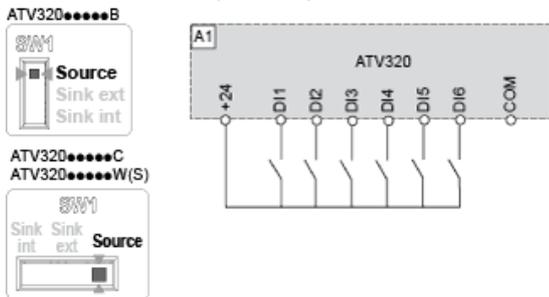 ATV320●●●●●B
SW1
Source
Sink ext
Sink int
ATV320●●●●●C
ATV320●●●●●W(S)
SW1
Sink int
Sink ext
Source
A1
ATV320
+24
DI1
DI2
DI3
DI4
DI5
DI6
COM